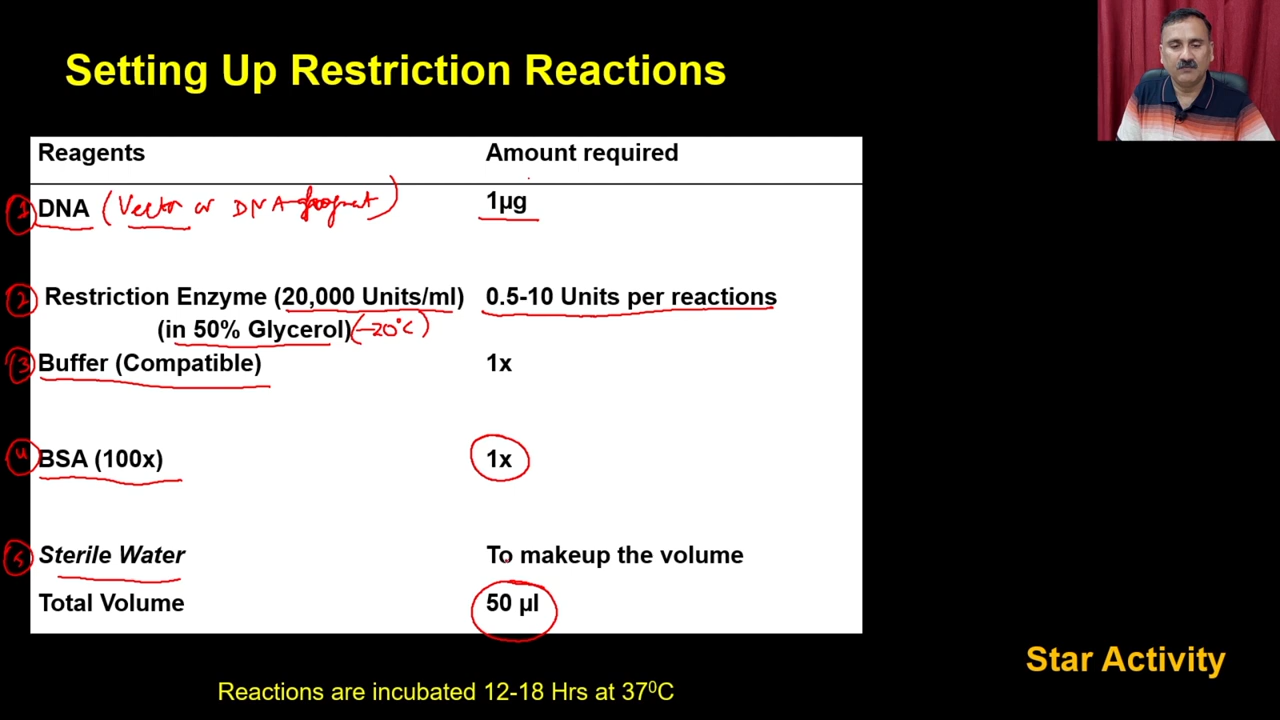 Setting Up Restriction Reactions
Reagents Amount required
1 DNA (Vector or DNA fragment) 1µg
2 Restriction Enzyme (20,000 Units/ml) 0.5-10 Units per reactions
(in 50% Glycerol) (-20°C)
3 Buffer (Compatible) 1x
4 BSA (100x) 1x
5 Sterile Water To makeup the volume
Total Volume 50 µl
Star Activity
Reactions are incubated 12-18 Hrs at 37⁰C